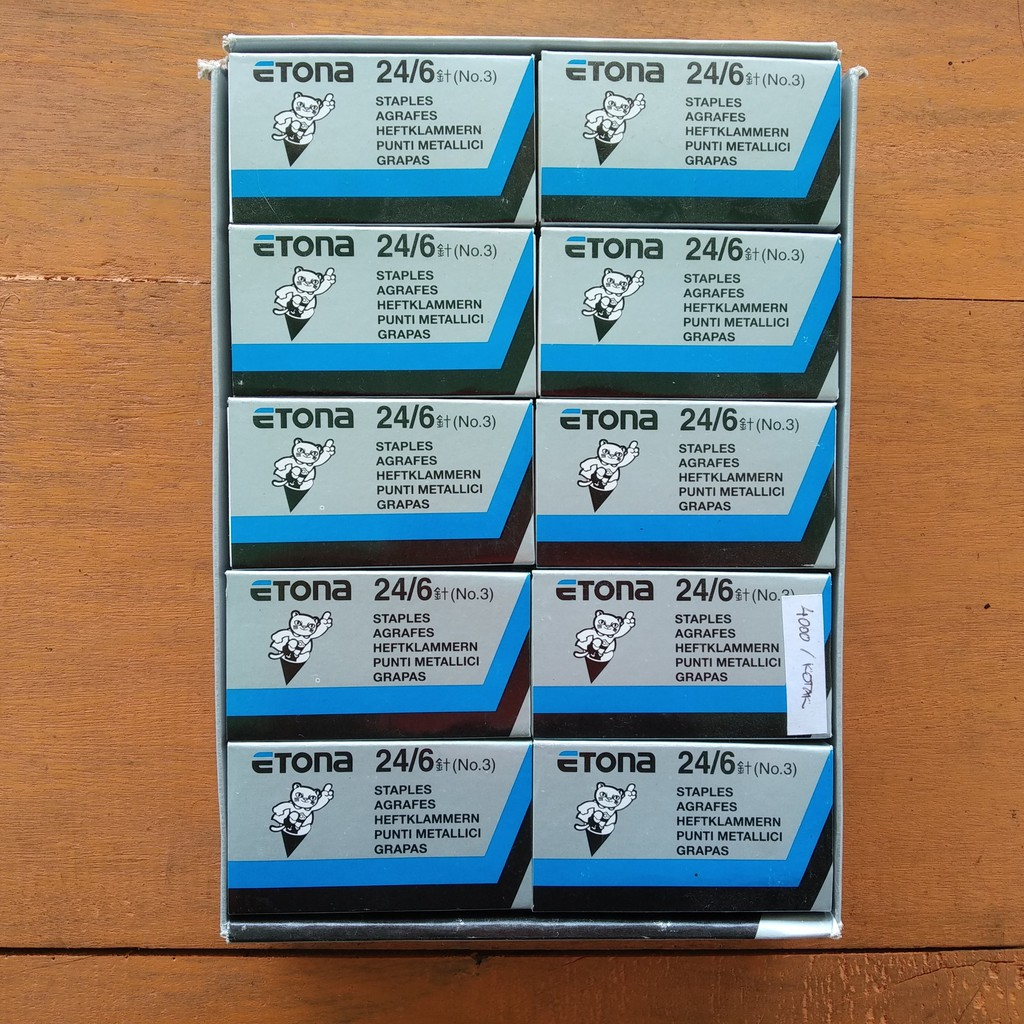 ETONA 24/6針(No.3)
STAPLES
AGRAFES
HEFTKLAMMERN
PUNTI METALLICI
GRAPAS
ETONA 24/6針(No.3)
STAPLES
AGRAFES
HEFTKLAMMERN
PUNTI METALLICI
GRAPAS
ETONA 24/6針(No.3)
STAPLES
AGRAFES
HEFTKLAMMERN
PUNTI METALLICI
GRAPAS
ETONA 24/6針(No.3)
STAPLES
AGRAFES
HEFTKLAMMERN
PUNTI METALLICI
GRAPAS
ETONA 24/6針(No.3)
STAPLES
AGRAFES
HEFTKLAMMERN
PUNTI METALLICI
GRAPAS
ETONA 24/6針(No.3)
STAPLES
AGRAFES
HEFTKLAMMERN
PUNTI METALLICI
GRAPAS
ETONA 24/6針(No.3)
STAPLES
AGRAFES
HEFTKLAMMERN
PUNTI METALLICI
GRAPAS
ETONA 24/6針(No.3)
STAPLES
AGRAFES
HEFTKLAMMERN
PUNTI METALLICI
GRAPAS
4000 / KOTAK
ETONA 24/6針(No.3)
STAPLES
AGRAFES
HEFTKLAMMERN
PUNTI METALLICI
GRAPAS
ETONA 24/6針(No.3)
STAPLES
AGRAFES
HEFTKLAMMERN
PUNTI METALLICI
GRAPAS